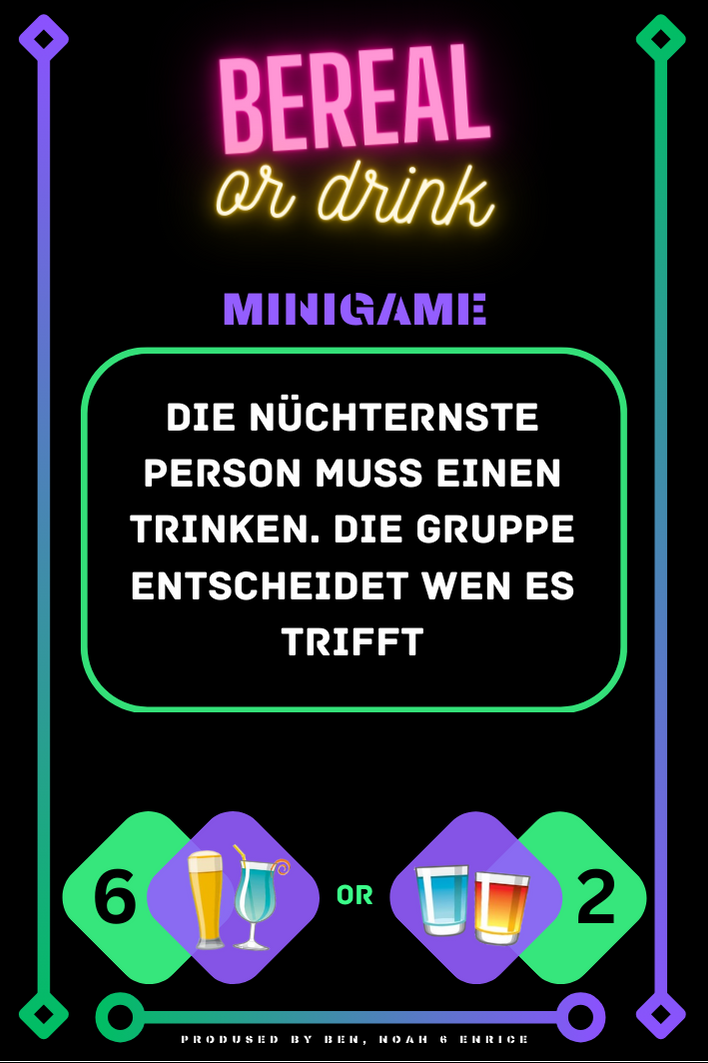 BEREAL
or drink
MINIGAME
DIE NÜCHTERNSTE
PERSON MUSS EINEN
TRINKEN. DIE GRUPPE
ENTSCHEIDET WEN ES
TRIFFT
6 OR 2
PRODUSED BY BEN, NOAH & ENRICE